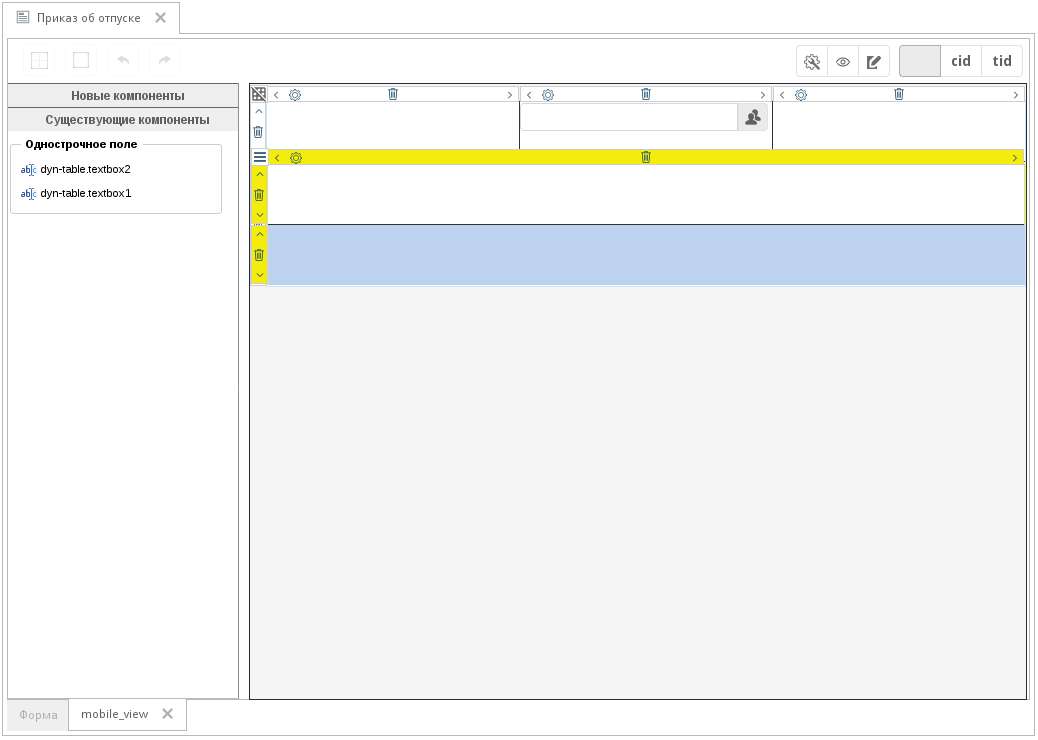 Приказ об отпуске
cid
tid
Новые компоненты
Существующие компоненты
Однострочное поле
dyn-table.textbox2
dyn-table.textbox1
Форма
mobile_view